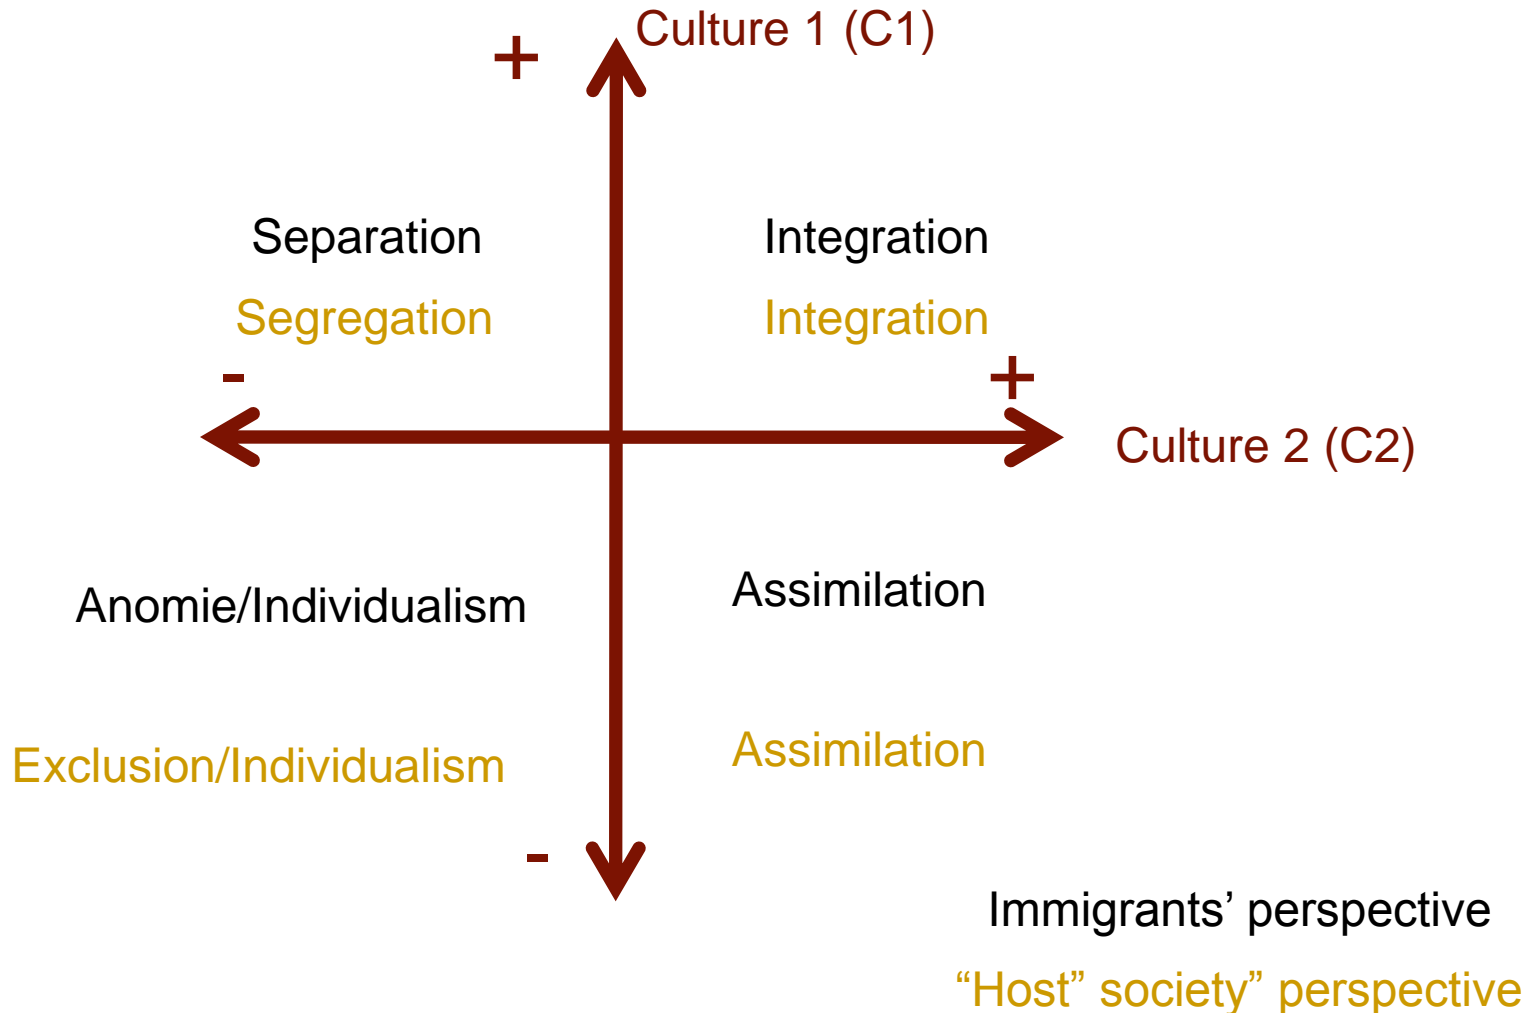 Culture 1 (C1)
+
Separation
Integration
Segregation
Integration
-
+
Culture 2 (C2)
Anomie/Individualism
Assimilation
Exclusion/Individualism
Assimilation
-
Immigrants’ perspective
“Host” society” perspective